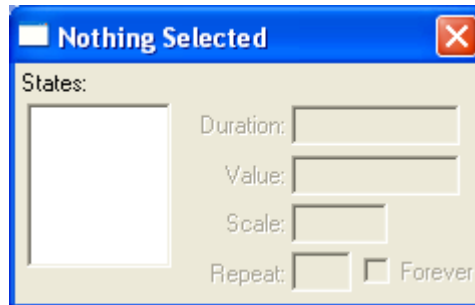 Nothing Selected
States:
Duration:
Value:
Scale:
Repeat: Forever